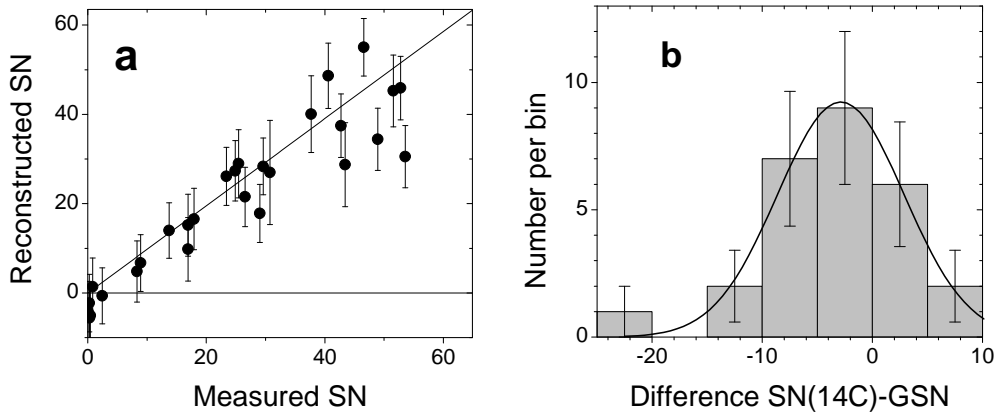 a
60
40
20
0
Reconstructed SN
0 20 40 60
Measured SN
b
10
5
0
Number per bin
-20 -10 0 10
Difference SN(14C)-GSN